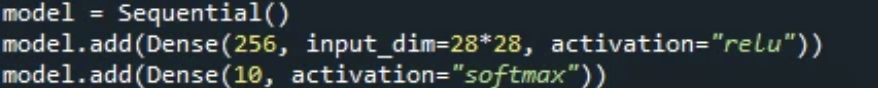 model = Sequential()
model.add(Dense(256, input_dim=28*28, activation="relu"))
model.add(Dense(10, activation="softmax"))